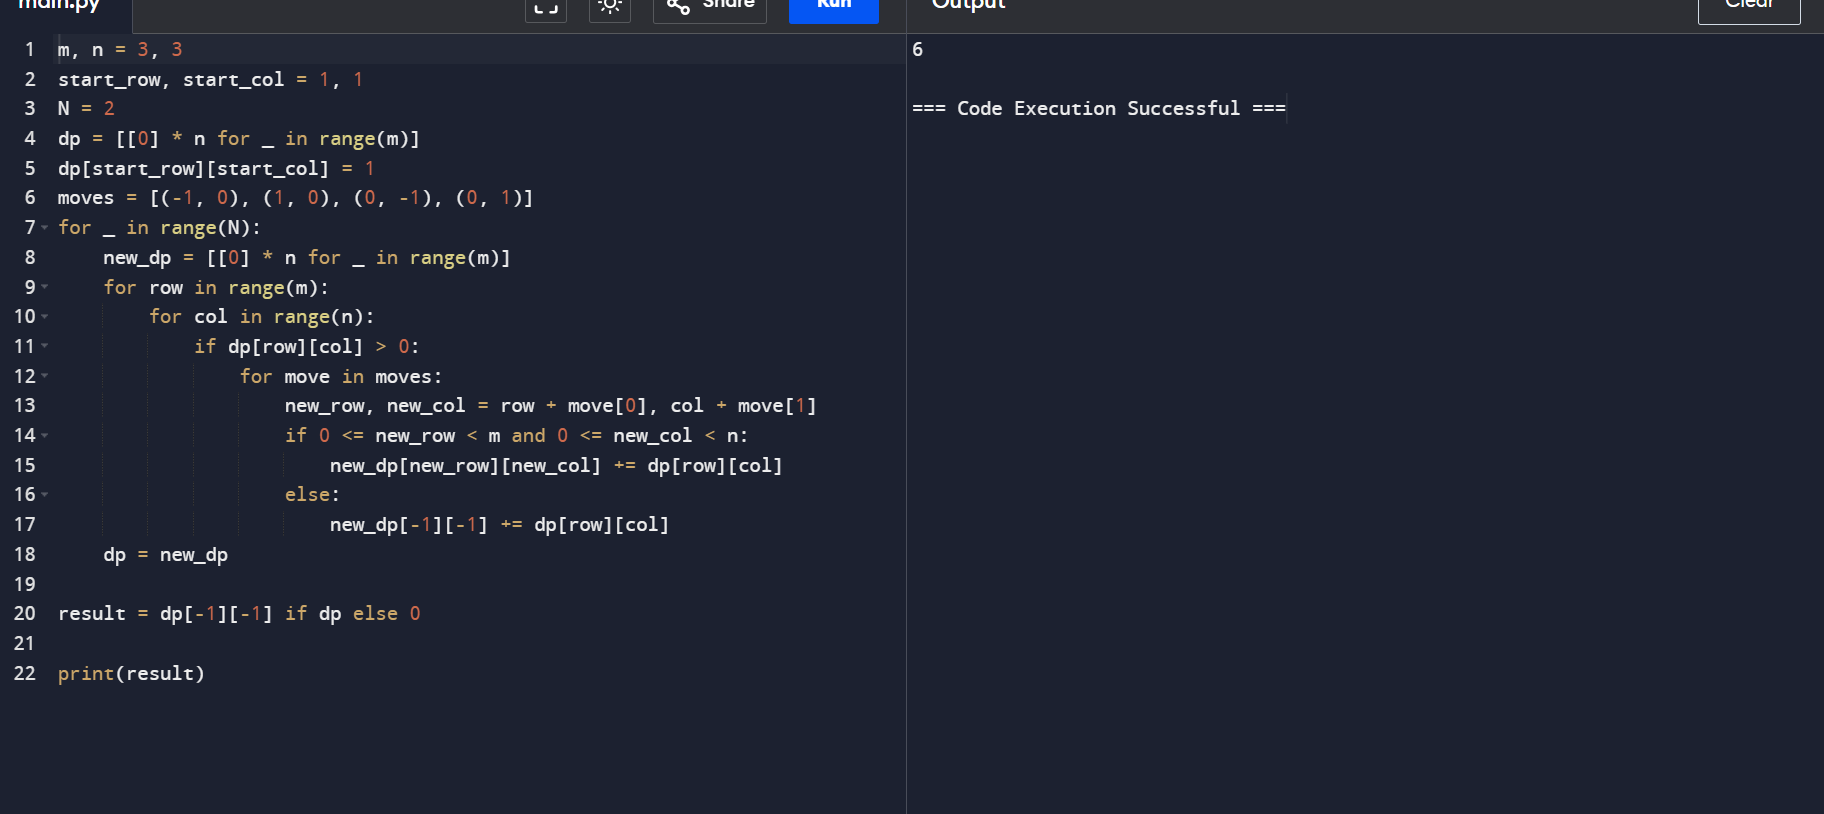 main.py
Share
Run
Output
Clear
1 m, n = 3, 3
2 start_row, start_col = 1, 1
3 N = 2
4 dp = [[0] * n for _ in range(m)]
5 dp[start_row][start_col] = 1
6 moves = [(-1, 0), (1, 0), (0, -1), (0, 1)]
7 for _ in range(N):
8     new_dp = [[0] * n for _ in range(m)]
9     for row in range(m):
10         for col in range(n):
11             if dp[row][col] > 0:
12                 for move in moves:
13                     new_row, new_col = row + move[0], col + move[1]
14                     if 0 <= new_row < m and 0 <= new_col < n:
15                         new_dp[new_row][new_col] += dp[row][col]
16                     else:
17                         new_dp[-1][-1] += dp[row][col]
18     dp = new_dp
19
20 result = dp[-1][-1] if dp else 0
21
22 print(result)
6
=== Code Execution Successful ===